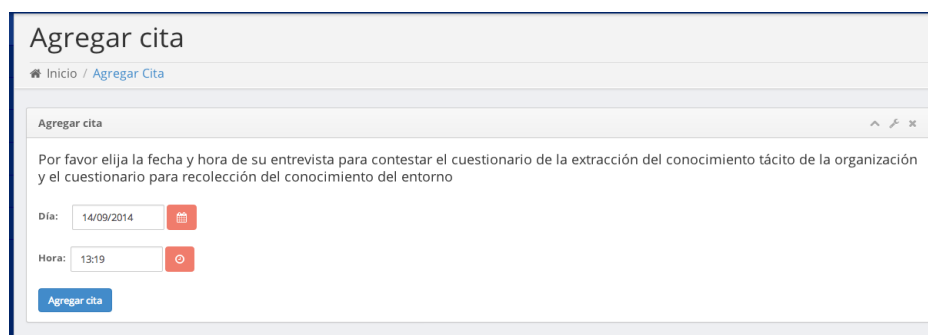 Agregar cita
Inicio / Agregar Cita
Agregar cita
Por favor elija la fecha y hora de su entrevista para contestar el cuestionario de la extracción del conocimiento tácito de la organización
y el cuestionario para recolección del conocimiento del entorno
Día: 14/09/2014
Hora: 13:19
Agregar cita